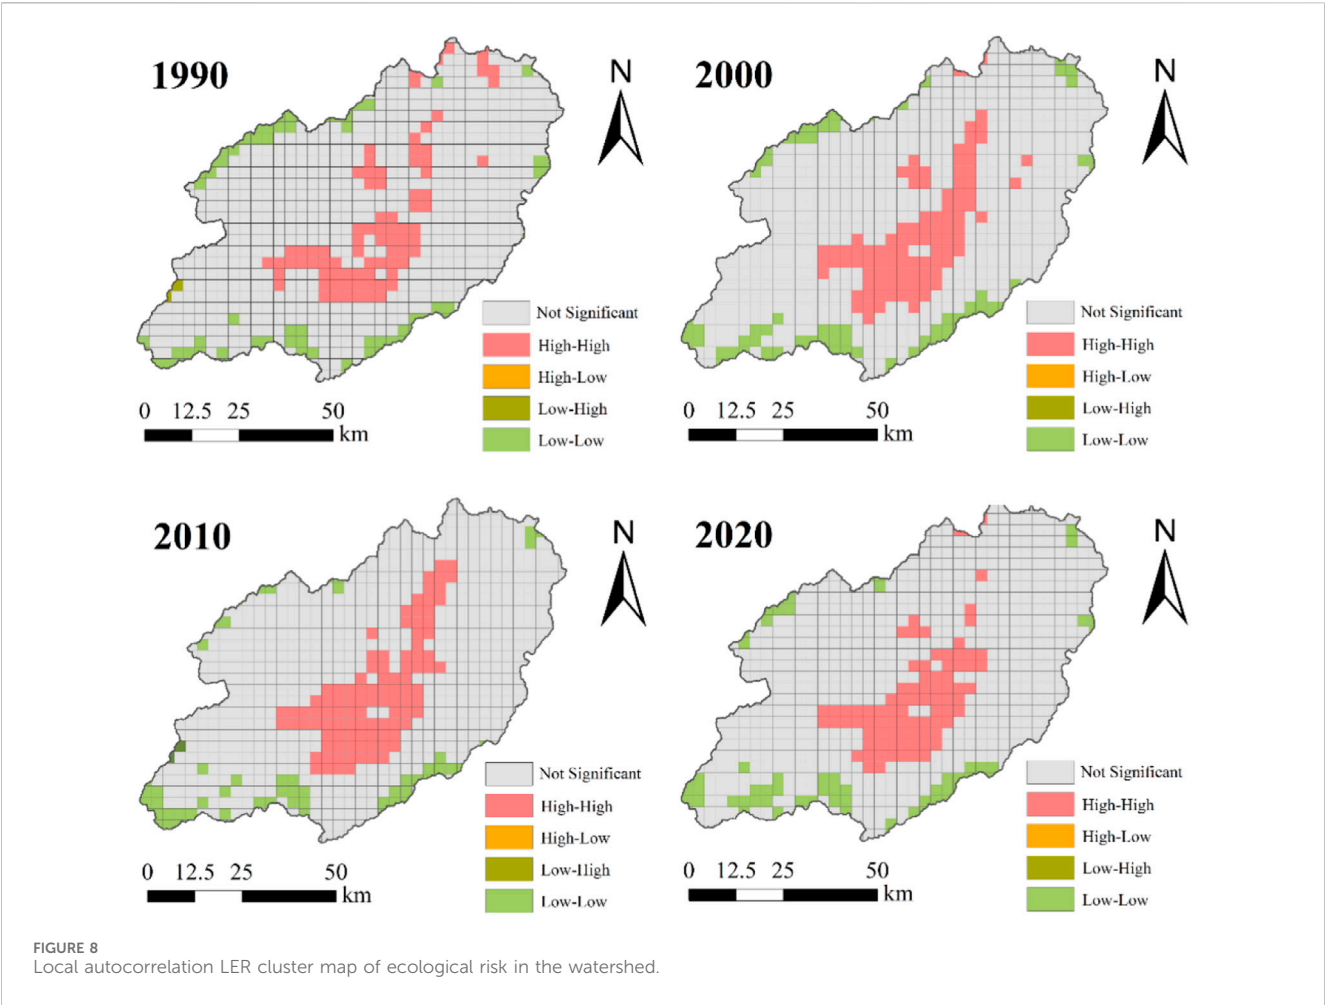 1990
N
Not Significant
High-High
High-Low
Low-High
Low-Low
0 12.5 25 50
km
2000
N
Not Significant
High-High
High-Low
Low-High
Low-Low
0 12.5 25 50
km
2010
N
Not Significant
High-High
High-Low
Low-High
Low-Low
0 12.5 25 50
km
2020
N
Not Significant
High-High
High-Low
Low-High
Low-Low
0 12.5 25 50
km
FIGURE 8
Local autocorrelation LER cluster map of ecological risk in the watershed.